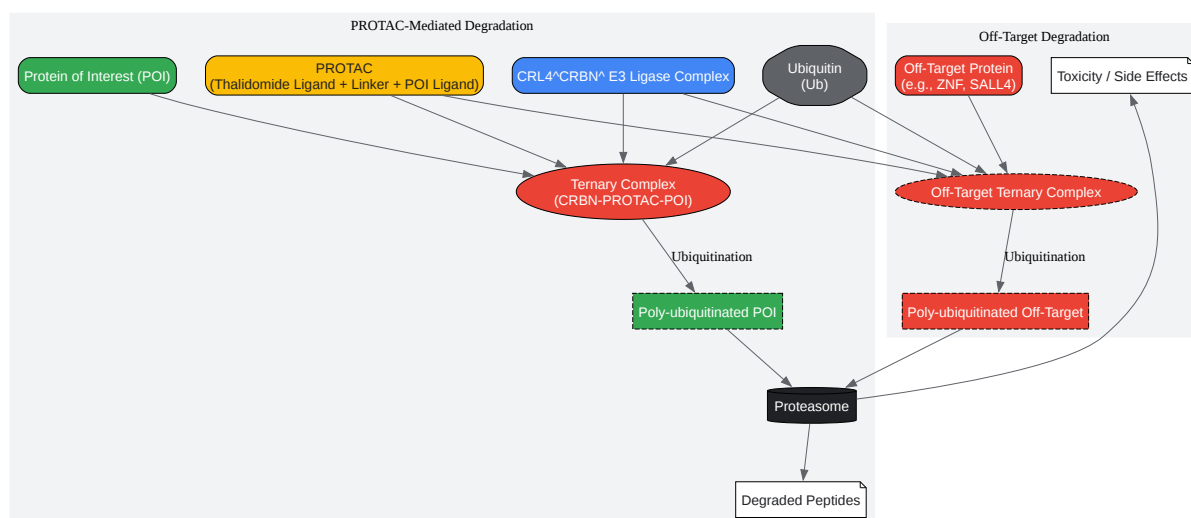 PROTAC-Mediated Degradation
Off-Target Degradation
Protein of Interest (POI)
PROTAC
(Thalidomide Ligand + Linker + POI Ligand)
CRL4^CRBN^ E3 Ligase Complex
Ubiquitin
(Ub)
Off-Target Protein
(e.g., ZNF, SALL4)
Toxicity / Side Effects
Ternary Complex
(CRBN-PROTAC-POI)
Off-Target Ternary Complex
Ubiquitination
Ubiquitination
Poly-ubiquitinated POI
Poly-ubiquitinated Off-Target
Proteasome
Degraded Peptides